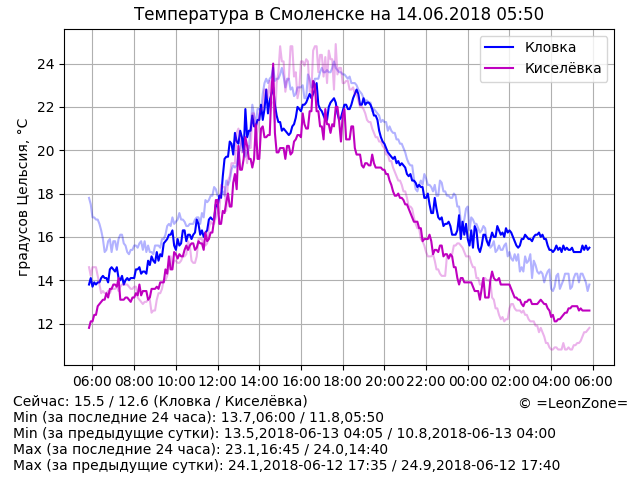 Температура в Смоленске на 14.06.2018 05:50
Кловка
Киселёвка
градусов Цельсия, °C
24
22
20
18
16
14
12
06:00 08:00 10:00 12:00 14:00 16:00 18:00 20:00 22:00 00:00 02:00 04:00 06:00
Сейчас: 15.5 / 12.6 (Кловка / Киселёвка)
© =LeonZone=
Min (за последние 24 часа): 13.7,06:00 / 11.8,05:50
Min (за предыдущие сутки): 13.5,2018-06-13 04:05 / 10.8,2018-06-13 04:00
Max (за последние 24 часа): 23.1,16:45 / 24.0,14:40
Max (за предыдущие сутки): 24.1,2018-06-12 17:35 / 24.9,2018-06-12 17:40